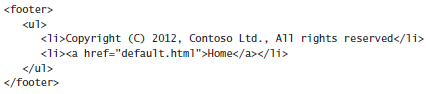 <footer>
<ul>
<li>Copyright (C) 2012, Contoso Ltd., All rights reserved</li>
<li><a href="default.html">Home</a></li>
</ul>
</footer>